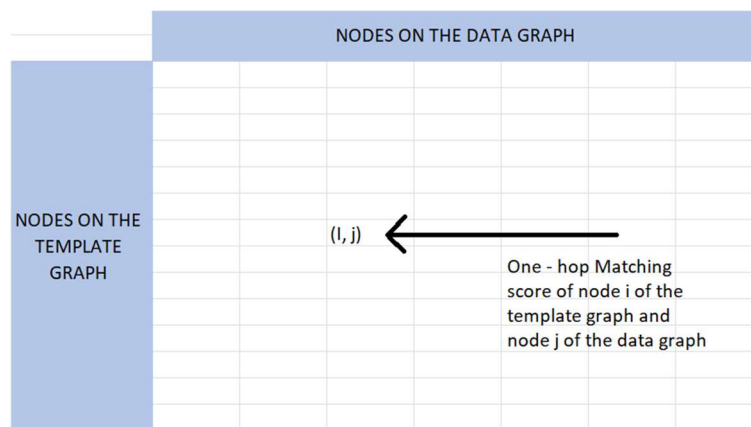 NODES ON THE DATA GRAPH
NODES ON THE
TEMPLATE
GRAPH
(I, j)
One - hop Matching
score of node i of the
template graph and
node j of the data graph